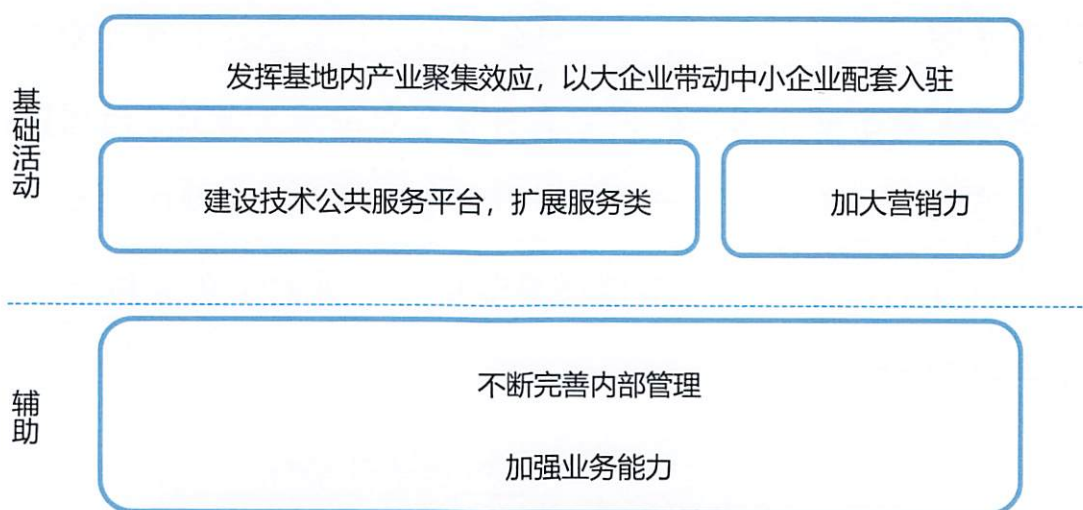 基础活动
发挥基地内产业聚集效应，以大企业带动中小企业配套入驻
建设技术公共服务平台，扩展服务类
加大营销力
辅助
不断完善内部管理
加强业务能力